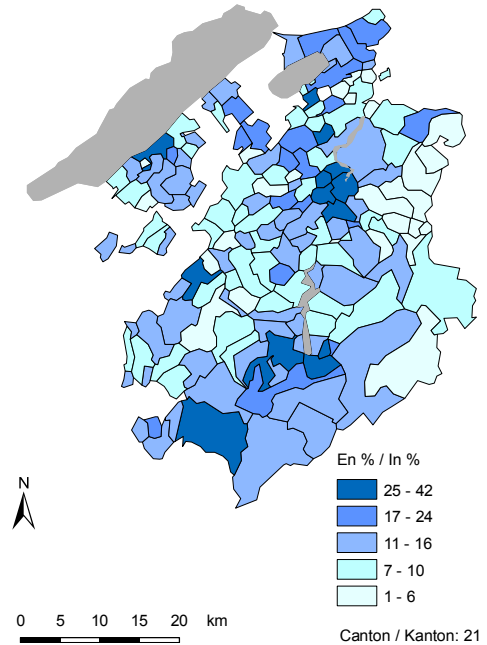 En % / In %
N
25 - 42
17 - 24
11 - 16
7 - 10
1 - 6
0 5 10 15 20 km
Canton / Kanton: 21